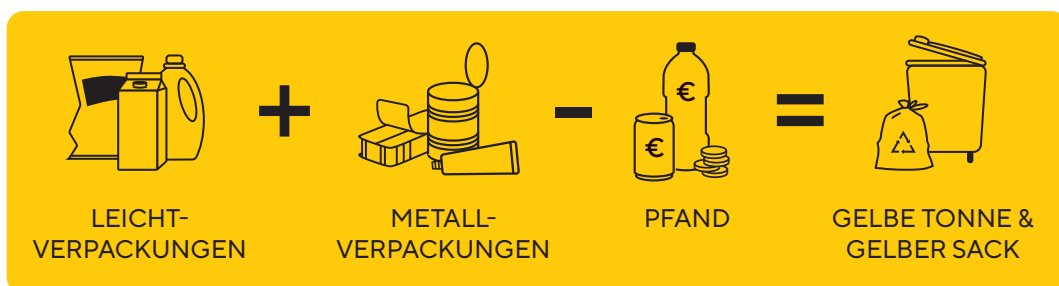 LEICHT-
VERPACKUNGEN
+
METALL-
VERPACKUNGEN
-
€
€
PFAND
=
GELBE TONNE &
GELBER SACK